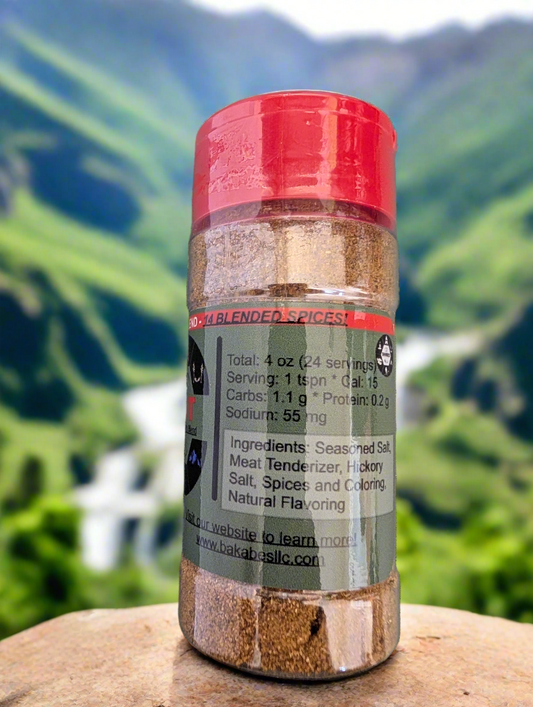 - 14 BLENDED SPICES!
Total: 4 oz (24 servings)
Serving: 1 tspn * Cal: 15
Carbs: 1.1 g * Protein: 0.2 g
Sodium: 55 mg
Ingredients: Seasoned Salt,
Meat Tenderizer, Hickory
Salt, Spices and Coloring,
Natural Flavoring
Visit our website to learn more!
www.bakabesllc.com